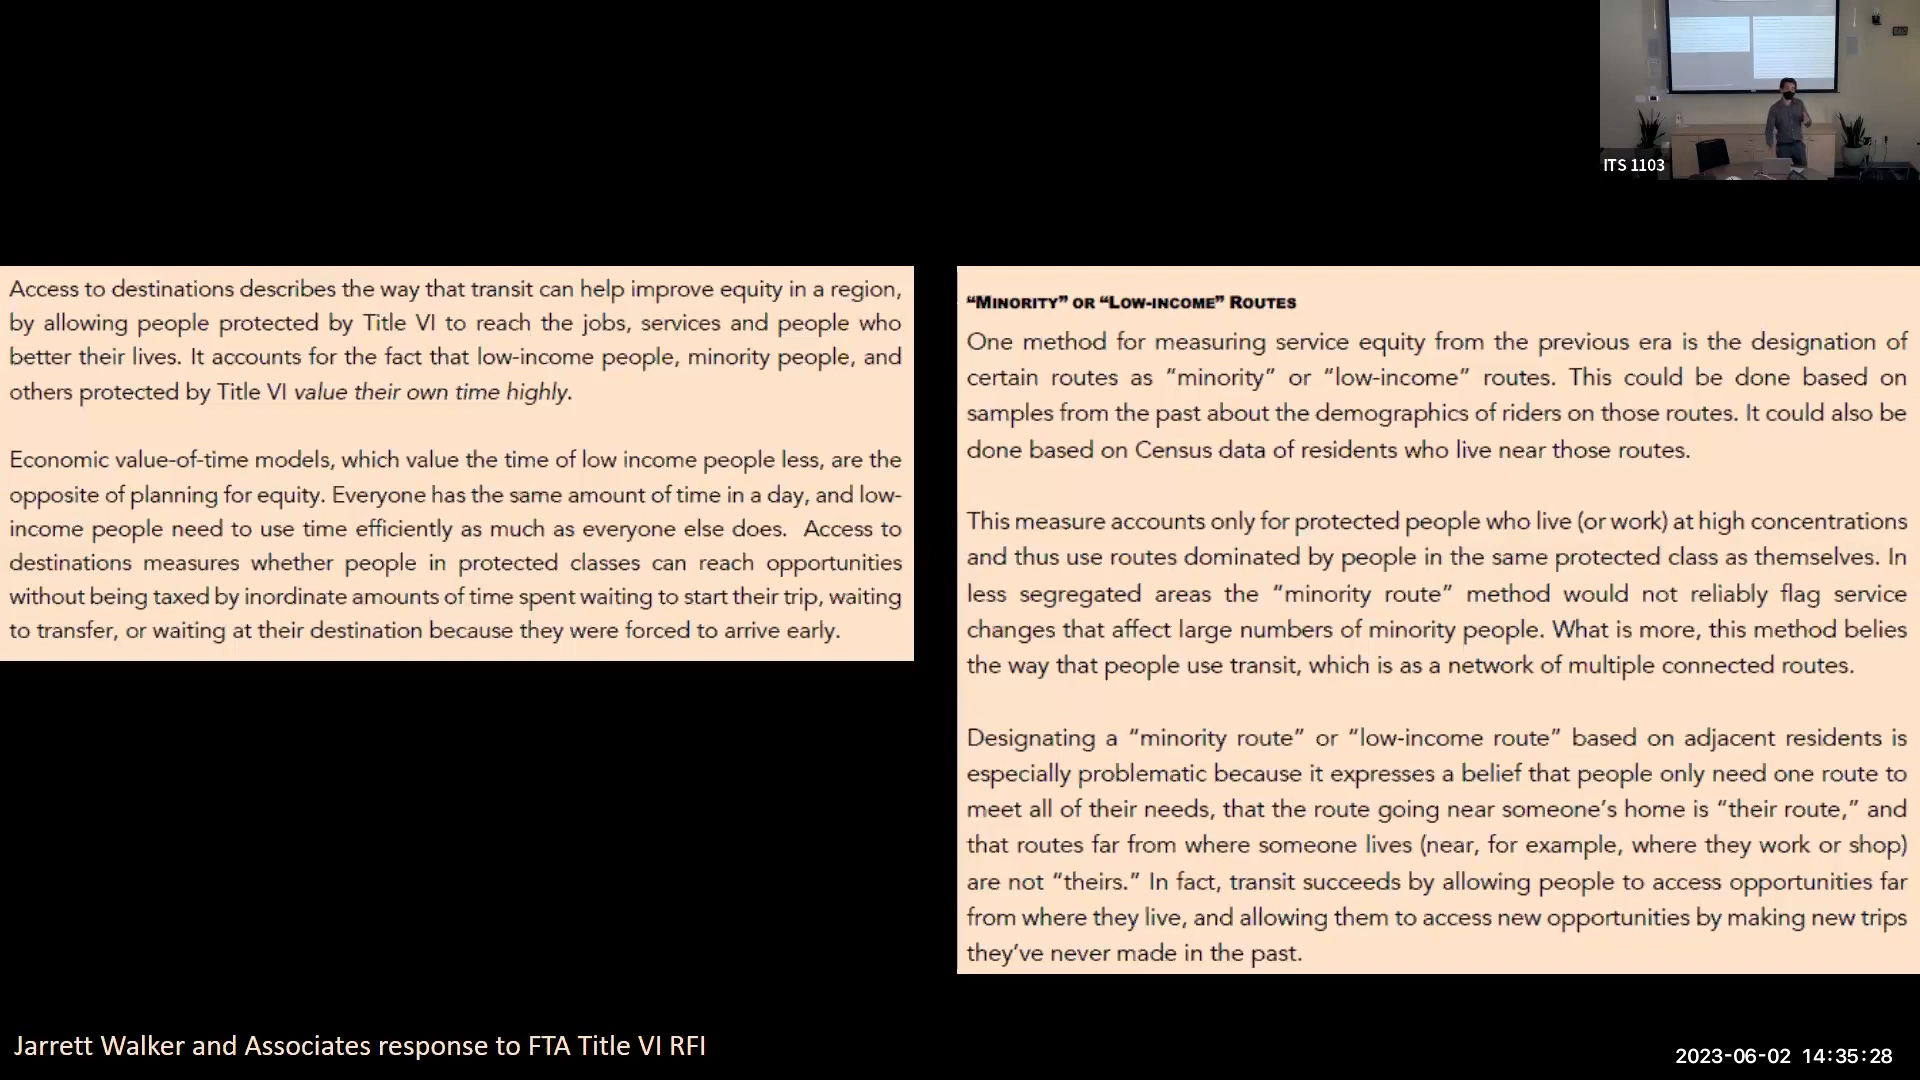 ITS 1103
Access to destinations describes the way that transit can help improve equity in a region,
by allowing people protected by Title VI to reach the jobs, services and people who
better their lives. It accounts for the fact that low-income people, minority people, and
others protected by Title VI value their own time highly.
Economic value-of-time models, which value the time of low income people less, are the
opposite of planning for equity. Everyone has the same amount of time in a day, and low-
income people need to use time efficiently as much as everyone else does. Access to
destinations measures whether people in protected classes can reach opportunities
without being taxed by inordinate amounts of time spent waiting to start their trip, waiting
to transfer, or waiting at their destination because they were forced to arrive early.
“MINORITY” OR “LOW-INCOME” ROUTES
One method for measuring service equity from the previous era is the designation of
certain routes as “minority” or “low-income” routes. This could be done based on
samples from the past about the demographics of riders on those routes. It could also be
done based on Census data of residents who live near those routes.
This measure accounts only for protected people who live (or work) at high concentrations
and thus use routes dominated by people in the same protected class as themselves. In
less segregated areas the “minority route” method would not reliably flag service
changes that affect large numbers of minority people. What is more, this method belies
the way that people use transit, which is as a network of multiple connected routes.
Designating a “minority route” or “low-income route” based on adjacent residents is
especially problematic because it expresses a belief that people only need one route to
meet all of their needs, that the route going near someone’s home is “their route,” and
that routes far from where someone lives (near, for example, where they work or shop)
are not “theirs.” In fact, transit succeeds by allowing people to access opportunities far
from where they live, and allowing them to access new opportunities by making new trips
they’ve never made in the past.
Jarrett Walker and Associates response to FTA Title VI RFI
2023-06-02 14:35:28